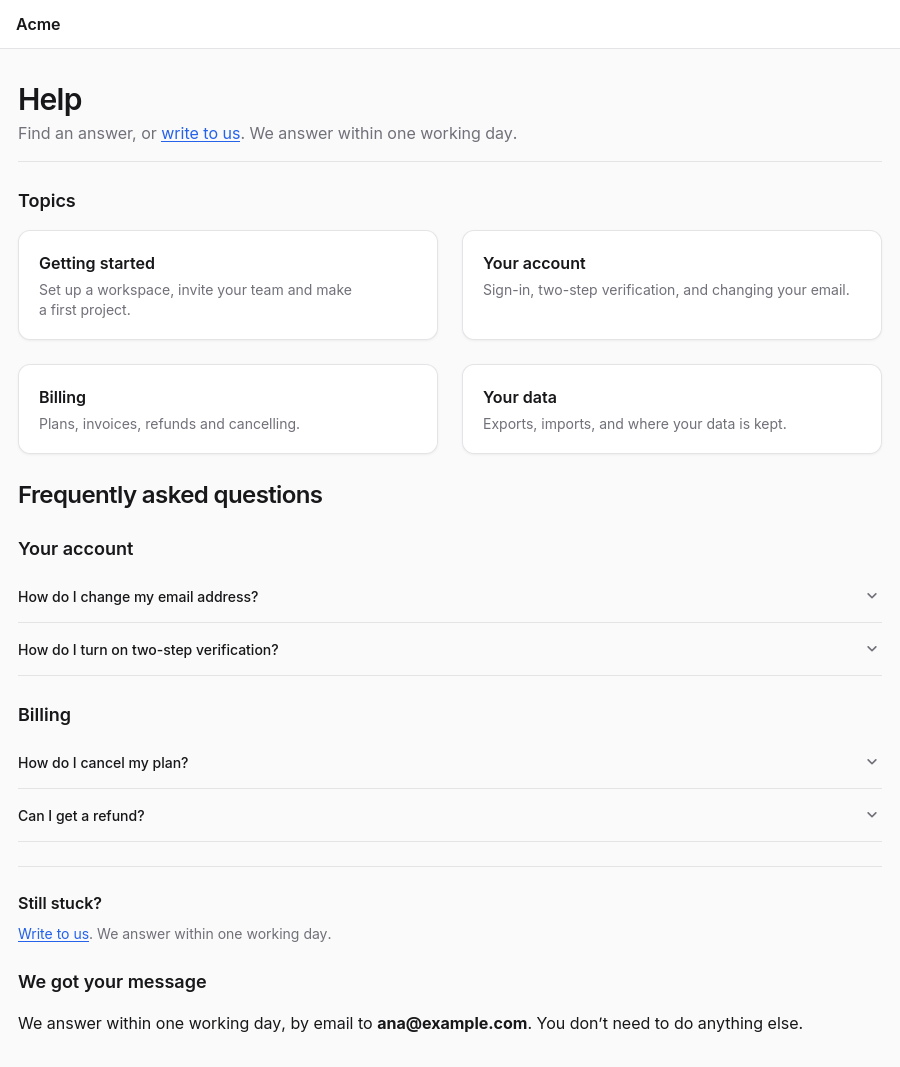 Acme
Help
Find an answer, or write to us. We answer within one working day.
Topics
Getting started
Set up a workspace, invite your team and make
a first project.
Your account
Sign-in, two-step verification, and changing your email.
Billing
Plans, invoices, refunds and cancelling.
Your data
Exports, imports, and where your data is kept.
Frequently asked questions
Your account
How do I change my email address?
How do I turn on two-step verification?
Billing
How do I cancel my plan?
Can I get a refund?
Still stuck?
Write to us. We answer within one working day.
We got your message
We answer within one working day, by email to ana@example.com. You don’t need to do anything else.